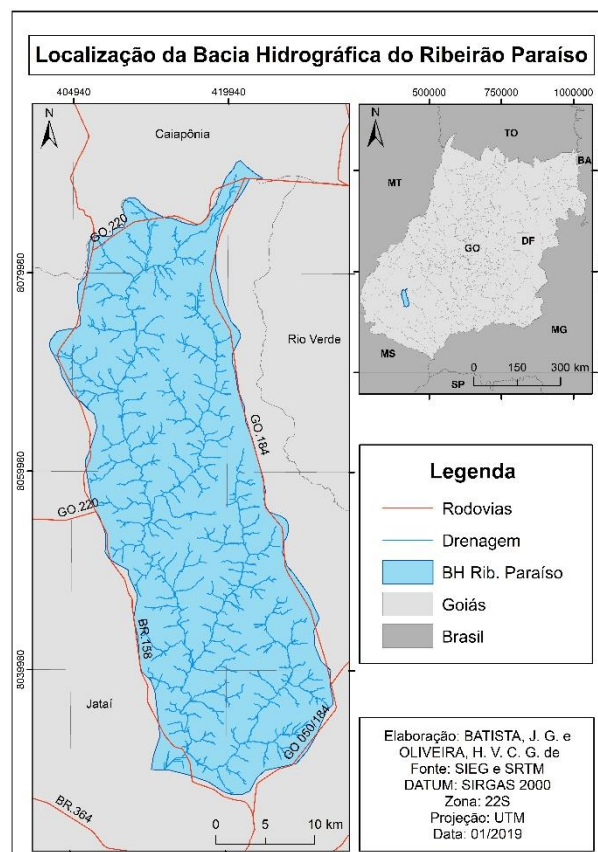 Localização da Bacia Hidrográfica do Ribeirão Paraíso
404940 419940
N
Caiapônia
GO.220
8079960
Rio Verde
GO.184
8059960
GO.220
BR.158
8039960
Jataí
GO 050/184
BR.364
0 5 10 km
500000 750000 1000000
N
TO
BA
MT
GO
DF
MG
MS
0 150 300 km
SP
Legenda
Rodovias
Drenagem
BH Rib. Paraíso
Goiás
Brasil
Elaboração: BATISTA, J. G. e
OLIVEIRA, H. V. C. G. de
Fonte: SIEG e SRTM
DATUM: SIRGAS 2000
Zona: 22S
Projeção: UTM
Data: 01/2019